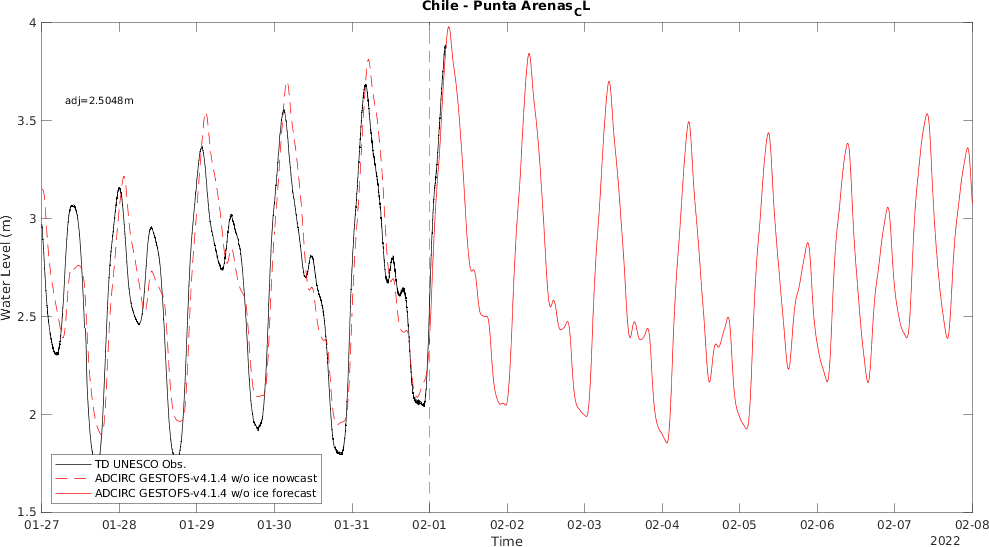 Chile - Punta Arenas_CL
4
3.5
3
2.5
2
1.5
Water Level (m)
adj=2.5048m
TD UNESCO Obs.
ADCIRC GESTOFS-v4.1.4 w/o ice nowcast
ADCIRC GESTOFS-v4.1.4 w/o ice forecast
01-27 01-28 01-29 01-30 01-31 02-01 02-02 02-03 02-04 02-05 02-06 02-07 02-08
Time
2022